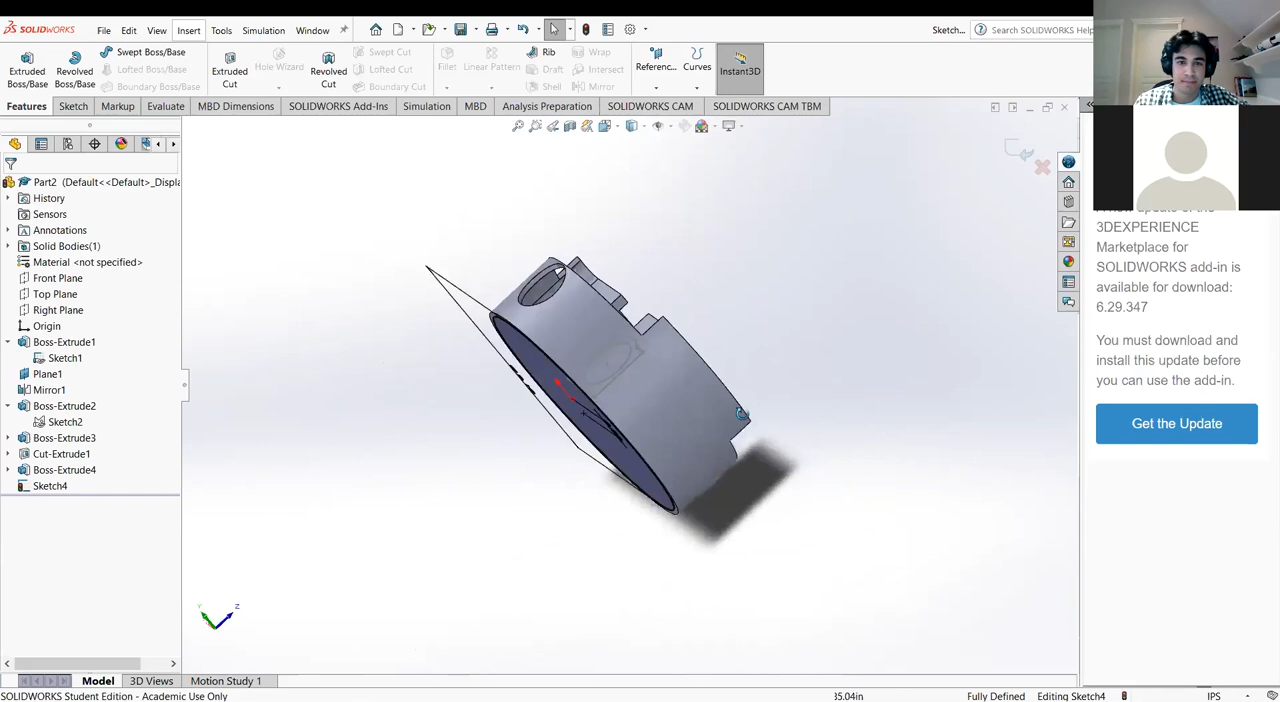 SOLIDWORKS File Edit View Insert Tools Simulation Window Sketch... Search SOLIDWORKS Help
Extruded Boss/Base Revolved Boss/Base Swept Boss/Base Lofted Boss/Base Boundary Boss/Base Extruded Cut Hole Wizard Revolved Cut Swept Cut Lofted Cut Boundary Cut Fillet Linear Pattern Rib Draft Shell Wrap Intersect Mirror Referenc... Curves Instant3D
Features Sketch Markup Evaluate MBD Dimensions SOLIDWORKS Add-Ins Simulation MBD Analysis Preparation SOLIDWORKS CAM SOLIDWORKS CAM TBM
Part2 (Default<<Default>_Displa
History
Sensors
Annotations
Solid Bodies(1)
Material <not specified>
Front Plane
Top Plane
Right Plane
Origin
Boss-Extrude1
Sketch1
Plane1
Mirror1
Boss-Extrude2
Sketch2
Boss-Extrude3
Cut-Extrude1
Boss-Extrude4
Sketch4
Y Z
3DEXPERIENCE
Marketplace for
SOLIDWORKS add-in is
available for download:
6.29.347
You must download and
install this update before
you can use the add-in.
Get the Update
Model 3D Views Motion Study 1
SOLIDWORKS Student Edition - Academic Use Only 35.04in Fully Defined Editing Sketch4 IPS